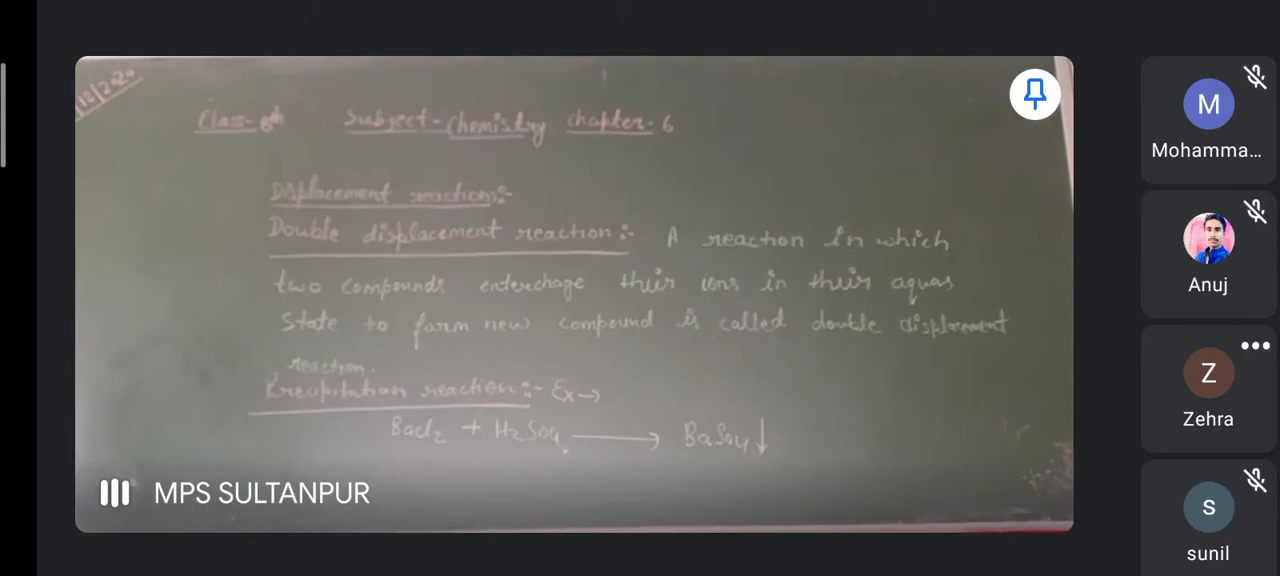 12/2020
Class-8th Subject-Chemistry chapter-6
Displacement reactions:-
Double displacement reaction:- A reaction in which
two compounds enterchage their ions in their aquas
state to form new compound is called double displacement
reaction.
Precipitation reaction:- Ex→
BaCl2 + H2SO4 ⟶ BaSO4↓
MPS SULTANPUR
M
Mohamma...
Anuj
Z
Zehra
s
sunil